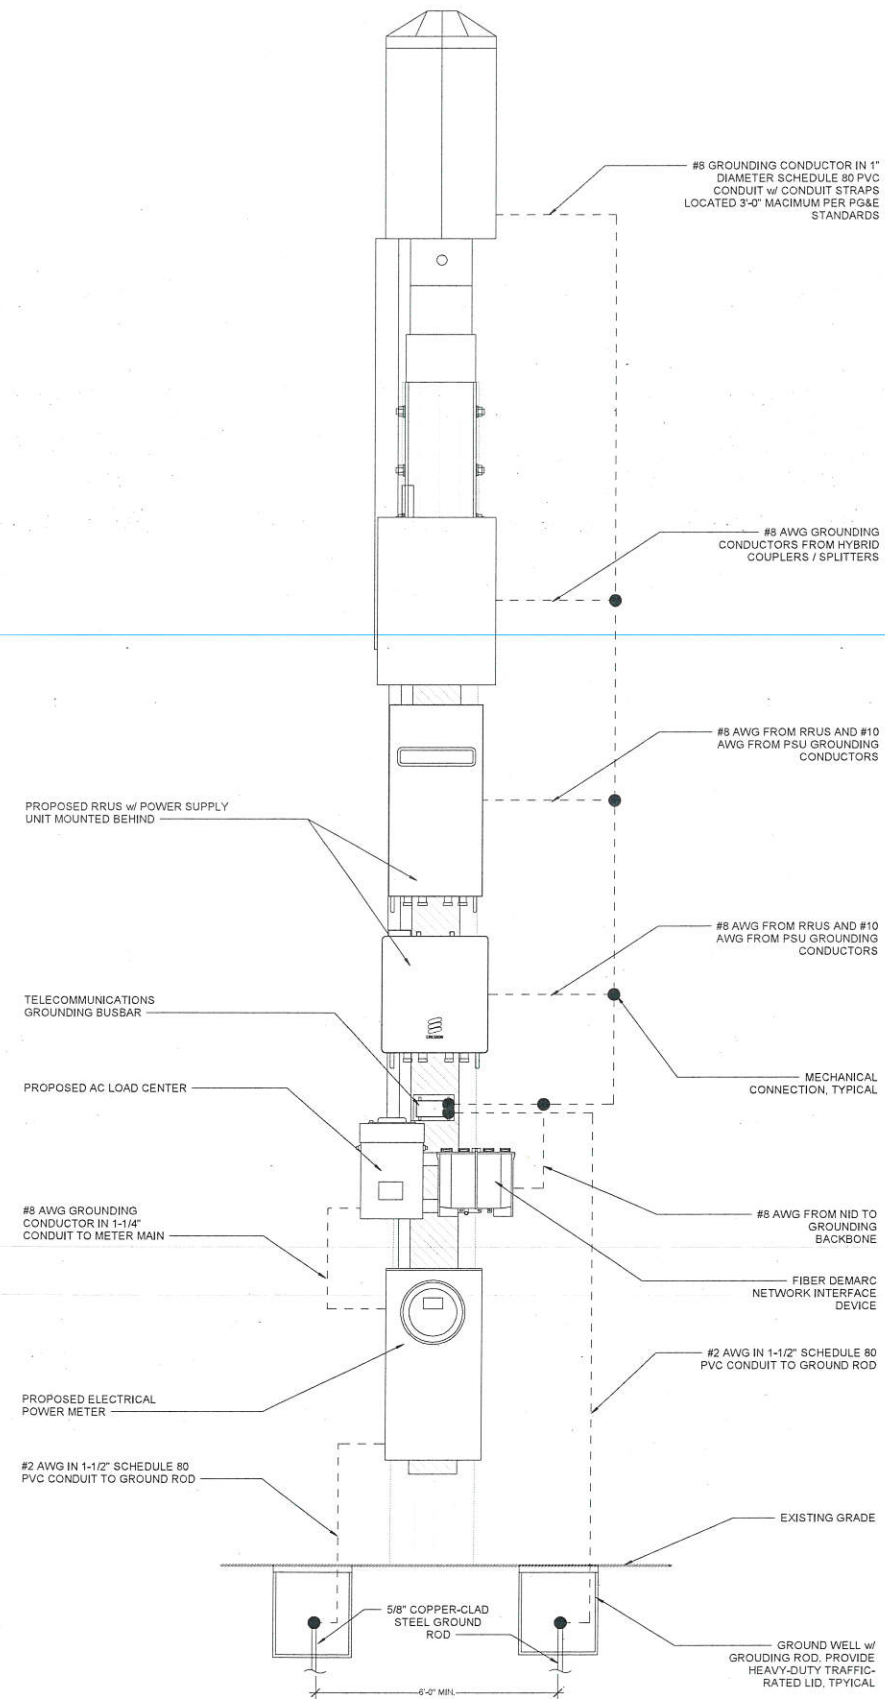 #8 GROUNDING CONDUCTOR IN 1"
DIAMETER SCHEDULE 80 PVC
CONDUIT w/ CONDUIT STRAPS
LOCATED 3'-0" MACIMUM PER PG&E
STANDARDS
#8 AWG GROUNDING
CONDUCTORS FROM HYBRID
COUPLERS / SPLITTERS
#8 AWG FROM RRUS AND #10
AWG FROM PSU GROUNDING
CONDUCTORS
PROPOSED RRUS w/ POWER SUPPLY
UNIT MOUNTED BEHIND
#8 AWG FROM RRUS AND #10
AWG FROM PSU GROUNDING
CONDUCTORS
TELECOMMUNICATIONS
GROUNDING BUSBAR
ERICSSON
PROPOSED AC LOAD CENTER
MECHANICAL
CONNECTION, TYPICAL
#8 AWG GROUNDING
CONDUCTOR IN 1-1/4"
CONDUIT TO METER MAIN
#8 AWG FROM NID TO
GROUNDING
BACKBONE
FIBER DEMARC
NETWORK INTERFACE
DEVICE
#2 AWG IN 1-1/2" SCHEDULE 80
PVC CONDUIT TO GROUND ROD
PROPOSED ELECTRICAL
POWER METER
#2 AWG IN 1-1/2" SCHEDULE 80
PVC CONDUIT TO GROUND ROD
EXISTING GRADE
5/8" COPPER-CLAD
STEEL GROUND
ROD
GROUND WELL w/
GROUDING ROD, PROVIDE
HEAVY-DUTY TRAFFIC-
RATED LID, TPYICAL
6'-0" MIN.